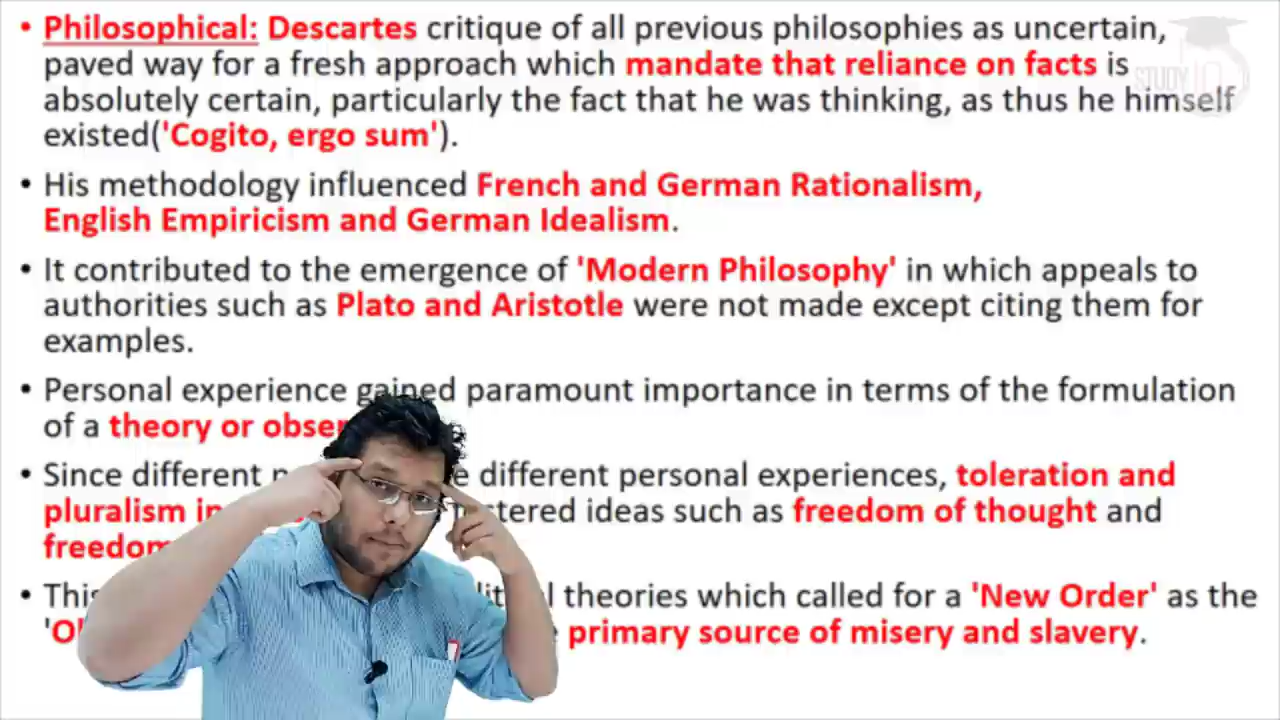 • Philosophical: Descartes critique of all previous philosophies as uncertain,
paved way for a fresh approach which mandate that reliance on facts is
absolutely certain, particularly the fact that he was thinking, as thus he himself
existed('Cogito, ergo sum').
• His methodology influenced French and German Rationalism,
English Empiricism and German Idealism.
• It contributed to the emergence of 'Modern Philosophy' in which appeals to
authorities such as Plato and Aristotle were not made except citing them for
examples.
• Personal experience gained paramount importance in terms of the formulation
of a theory or
• Since different different personal experiences, toleration and
pluralism in ideas such as freedom of thought and
freedom
• This theories which called for a 'New Order' as the
primary source of misery and slavery.
STUDY IQ